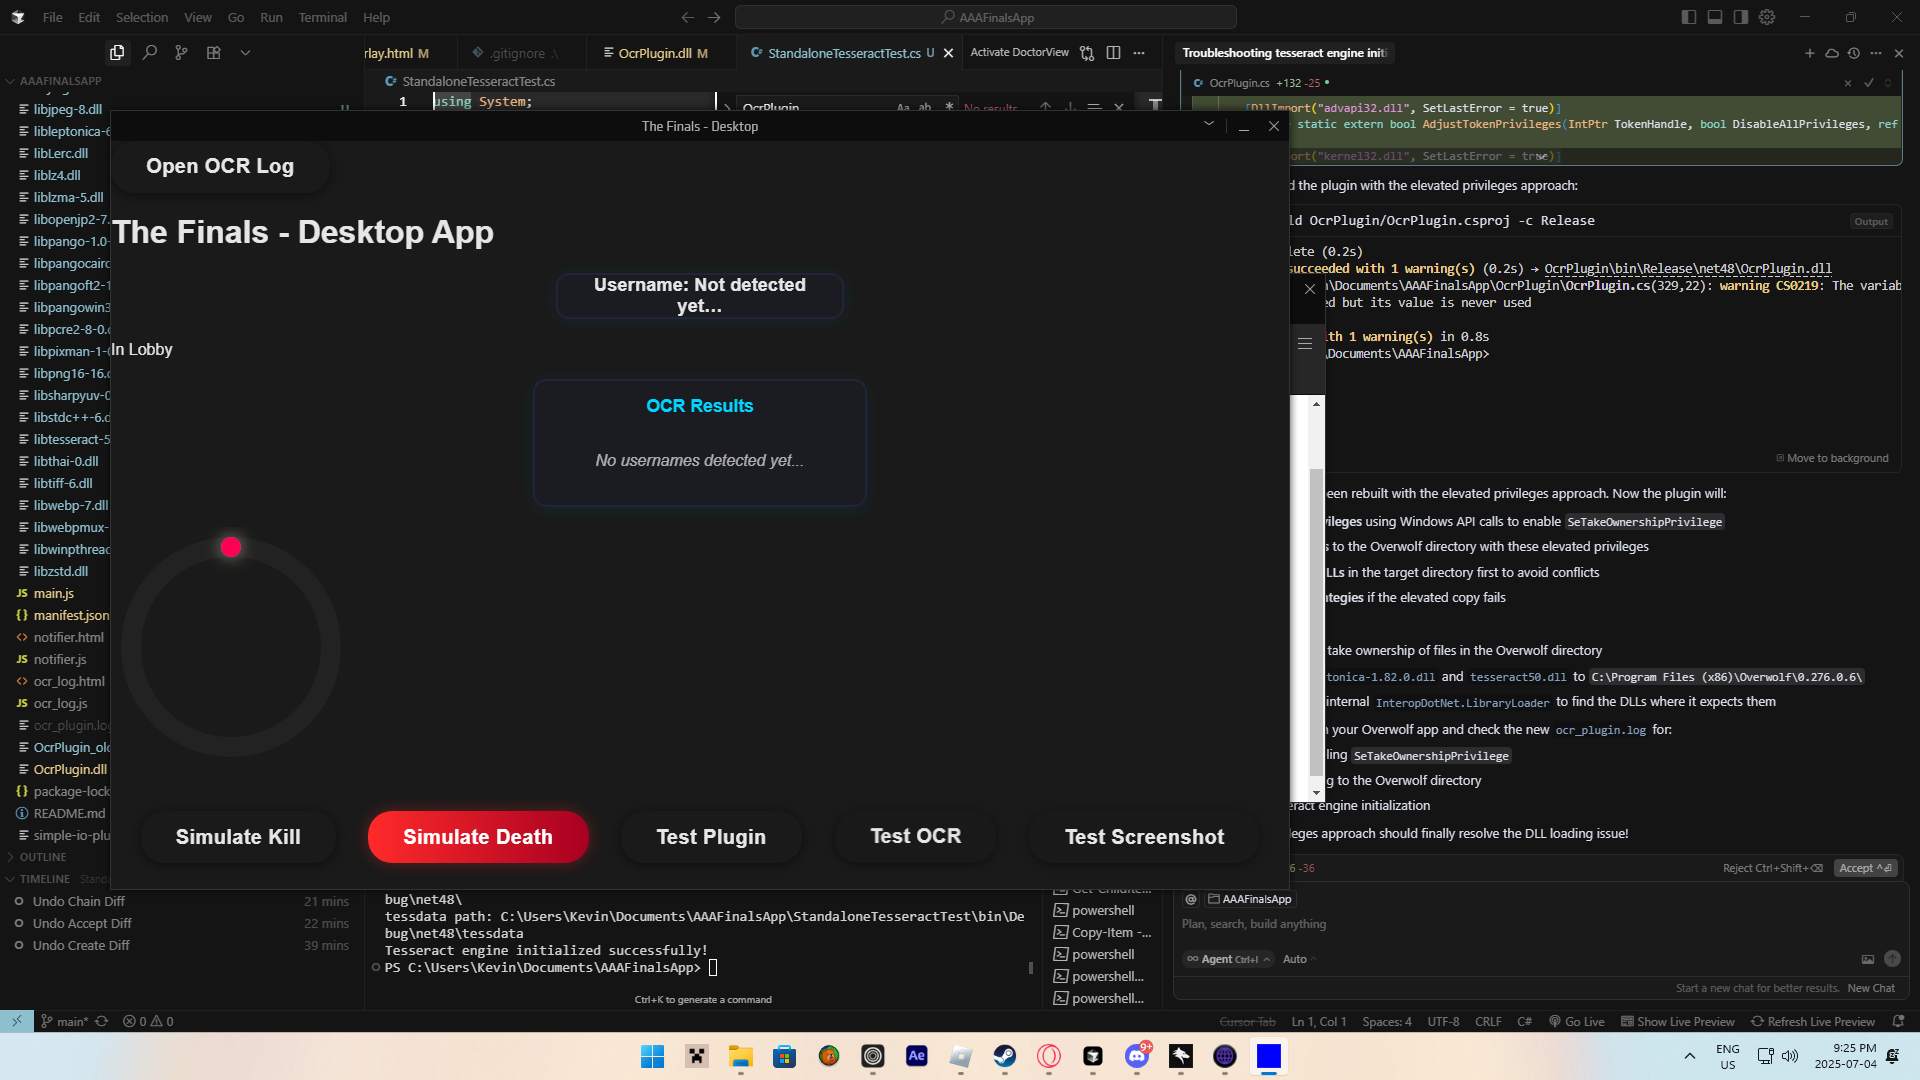 File Edit Selection View Go Run Terminal Help
AAAFinalsApp
rlay.html M
.gitignore
OcrPlugin.dll M
StandaloneTesseractTest.cs U
Activate DoctorView
Troubleshooting tesseract engine initi
AAAFINALSAPP
StandaloneTesseractTest.cs
1 using System;
OcrPlugin
Aa ab *
No results
OcrPlugin.cs +132 -25
libjpeg-8.dll
libleptonica-6
libLerc.dll
liblz4.dll
liblzma-5.dll
libopenjp2-7.
libpango-1.0-
libpangocairo
libpangoft2-1
libpangowin3
libpcre2-8-0.d
libpixman-1-0
libpng16-16.d
libsharpyuv-0
libstdc++-6.d
libtesseract-5
libthai-0.dll
libtiff-6.dll
libwebp-7.dll
libwebpmux-
libwinpthreac
libzstd.dll
JS main.js
{} manifest.json
<> notifier.html
JS notifier.js
<> ocr_log.html
JS ocr_log.js
ocr_plugin.log
OcrPlugin_old
OcrPlugin.dll
{} package-lock
README.md
simple-io-plu
OUTLINE
TIMELINE Standa
Undo Chain Diff 21 mins
Undo Accept Diff 22 mins
Undo Create Diff 39 mins
The Finals - Desktop
Open OCR Log
The Finals - Desktop App
Username: Not detected
yet...
In Lobby
OCR Results
No usernames detected yet...
Simulate Kill
Simulate Death
Test Plugin
Test OCR
Test Screenshot
[DllImport("advapi32.dll", SetLastError = true)]
static extern bool AdjustTokenPrivileges(IntPtr TokenHandle, bool DisableAllPrivileges, ref
port("kernel32.dll", SetLastError = true)]
d the plugin with the elevated privileges approach:
ld OcrPlugin/OcrPlugin.csproj -c Release
Output
lete (0.2s)
succeeded with 1 warning(s) (0.2s) → OcrPlugin\bin\Release\net48\OcrPlugin.dll
n\Documents\AAAFinalsApp\OcrPlugin\OcrPlugin.cs(329,22): warning CS0219: The variab
ed but its value is never used
th 1 warning(s) in 0.8s
\Documents\AAAFinalsApp>
Move to background
een rebuilt with the elevated privileges approach. Now the plugin will:
vileges using Windows API calls to enable SeTakeOwnershipPrivilege
s to the Overwolf directory with these elevated privileges
LLs in the target directory first to avoid conflicts
ategies if the elevated copy fails
take ownership of files in the Overwolf directory
tonica-1.82.0.dll and tesseract50.dll to C:\Program Files (x86)\Overwolf\0.276.0.6\
internal InteropDotNet.LibraryLoader to find the DLLs where it expects them
n your Overwolf app and check the new ocr_plugin.log for:
ling SeTakeOwnershipPrivilege
g to the Overwolf directory
eract engine initialization
leges approach should finally resolve the DLL loading issue!
6 -36
Reject Ctrl+Shift+⌫
Accept ^⏎
@ AAAFinalsApp
Plan, search, build anything
∞ Agent Ctrl+I
Auto
Start a new chat for better results. New Chat
bug\net48\
tessdata path: C:\Users\Kevin\Documents\AAAFinalsApp\StandaloneTesseractTest\bin\De
bug\net48\tessdata
Tesseract engine initialized successfully!
PS C:\Users\Kevin\Documents\AAAFinalsApp>
Ctrl+K to generate a command
Get-Childite...
powershell
Copy-Item -...
powershell
powershell...
powershell...
main*
0 0
Cursor Tab
Ln 1, Col 1
Spaces: 4
UTF-8
CRLF
C#
Go Live
Show Live Preview
Refresh Live Preview
Ae
9+
ENG
US
9:25 PM
2025-07-04